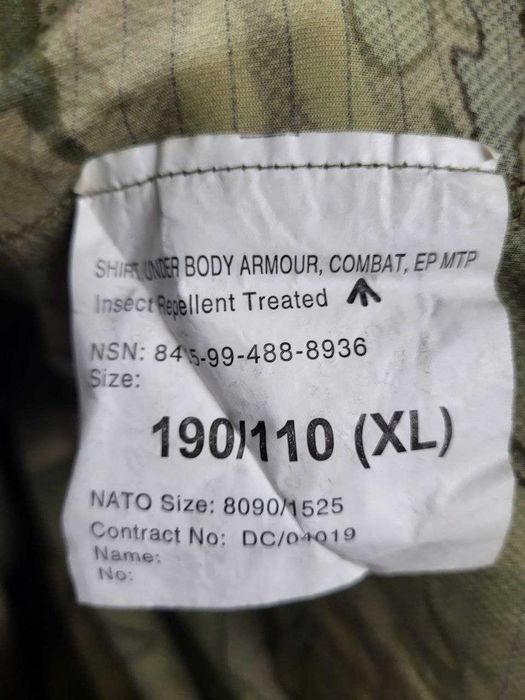 SHIRT, UNDER BODY ARMOUR, COMBAT, EP MTP
Insect Repellent Treated
NSN: 8415-99-488-8936
Size:
190/110 (XL)
NATO Size: 8090/1525
Contract No: DC/04019
Name:
No: